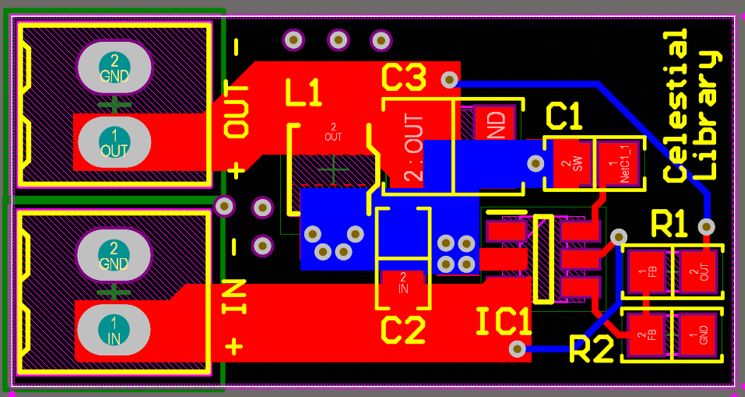 2
GND
1
OUT
+ OUT -
L1
2
OUT
C3
2 : OUT
ND
C1
2
SW
1
NetC1_1
Celestial
Library
2
GND
1
IN
+ IN -
C2
2
IN
IC1
R1
1
FB
2
OUT
R2
2
FB
1
GND